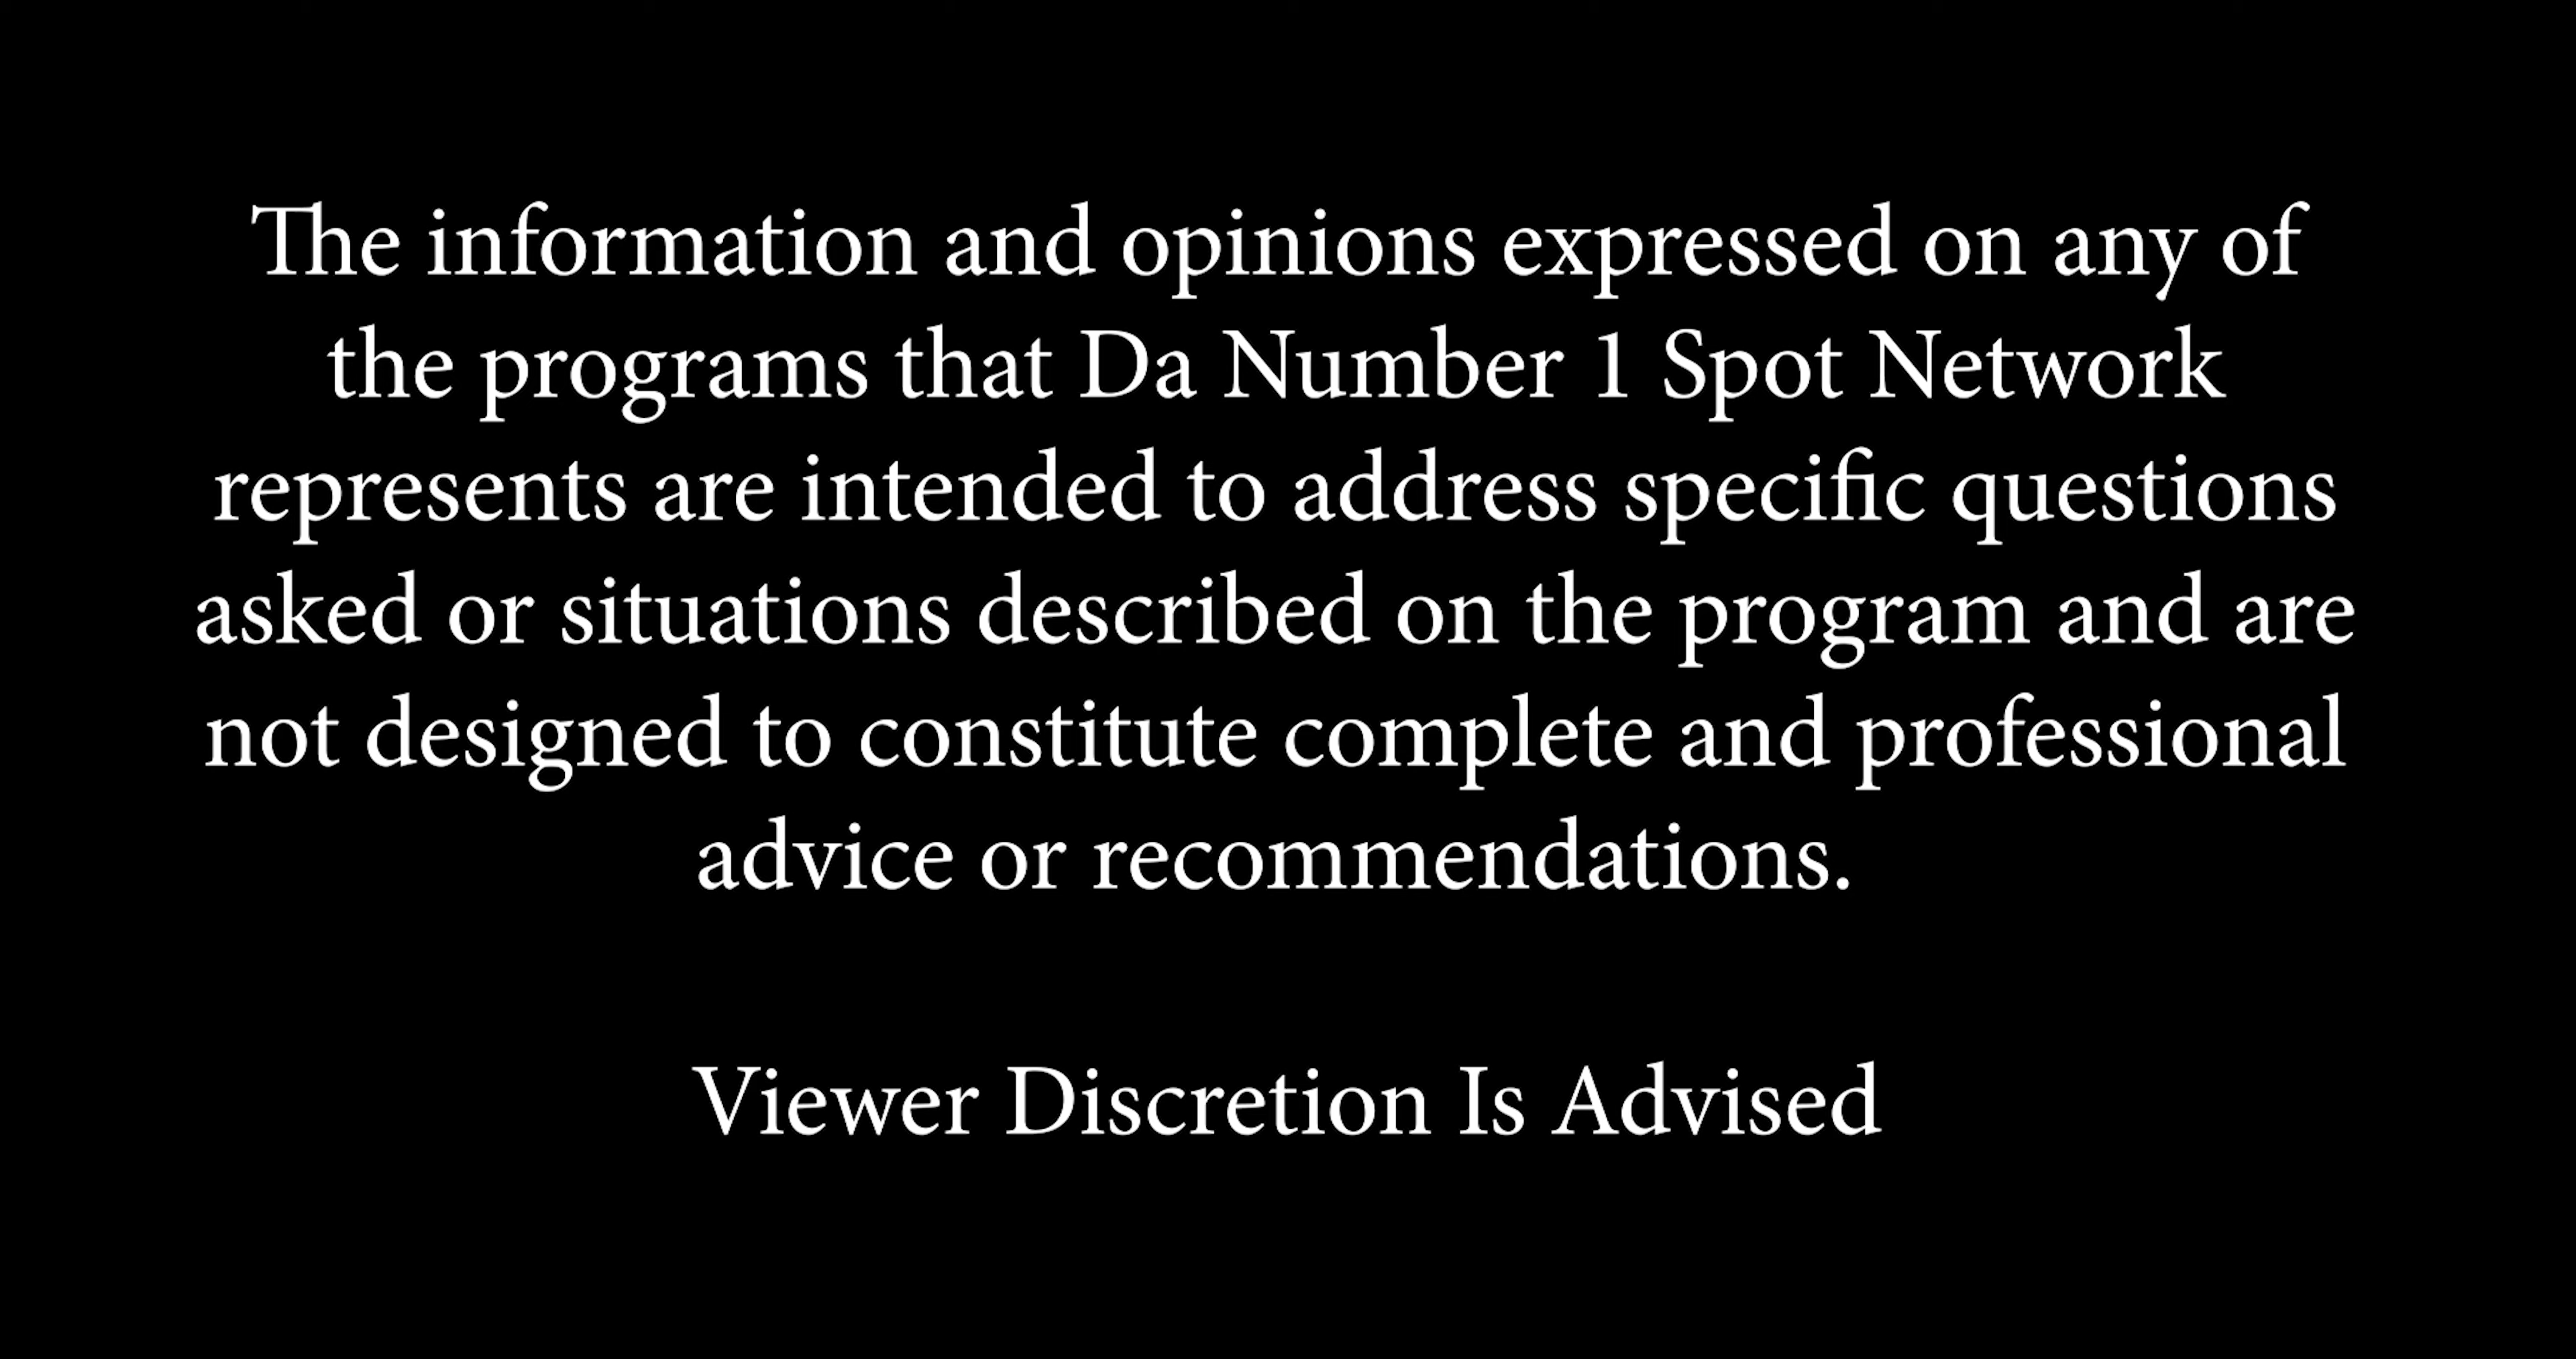 The information and opinions expressed on any of
the programs that Da Number 1 Spot Network
represents are intended to address specific questions
asked or situations described on the program and are
not designed to constitute complete and professional
advice or recommendations.
Viewer Discretion Is Advised